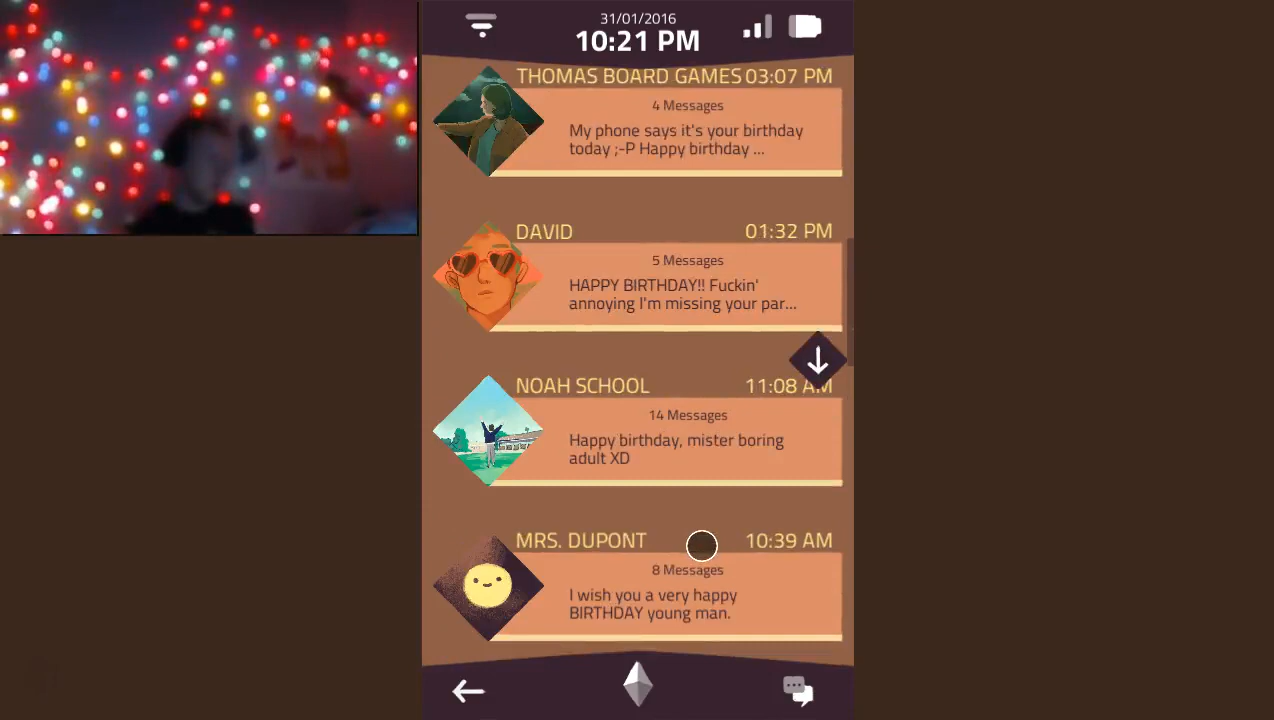 31/01/2016
10:21 PM
THOMAS BOARD GAMES 03:07 PM
4 Messages
My phone says it's your birthday
today ;-P Happy birthday ...
DAVID 01:32 PM
5 Messages
HAPPY BIRTHDAY!! Fuckin'
annoying I'm missing your par...
NOAH SCHOOL 11:08 AM
14 Messages
Happy birthday, mister boring
adult XD
MRS. DUPONT 10:39 AM
8 Messages
I wish you a very happy
BIRTHDAY young man.